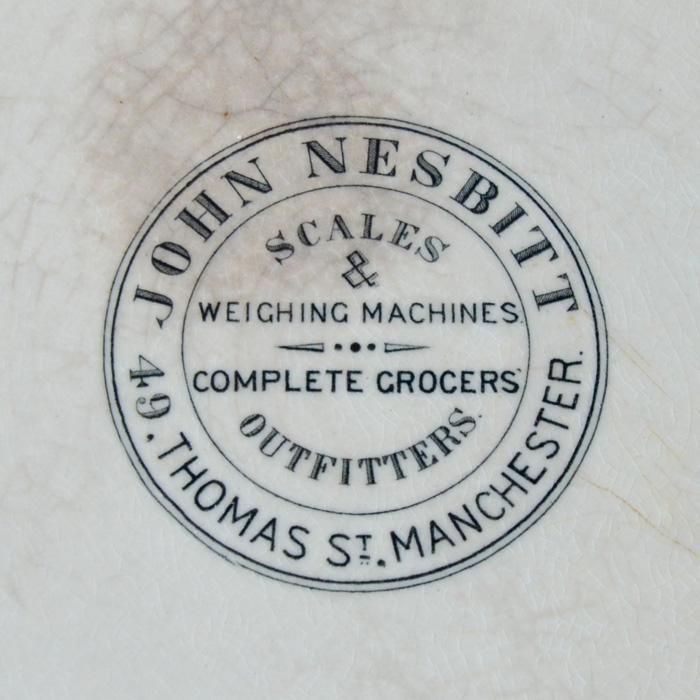 JOHN NESBITT
SCALES
&
WEIGHING MACHINES.
COMPLETE GROCERS'
OUTFITTERS.
49. THOMAS ST. MANCHESTER.